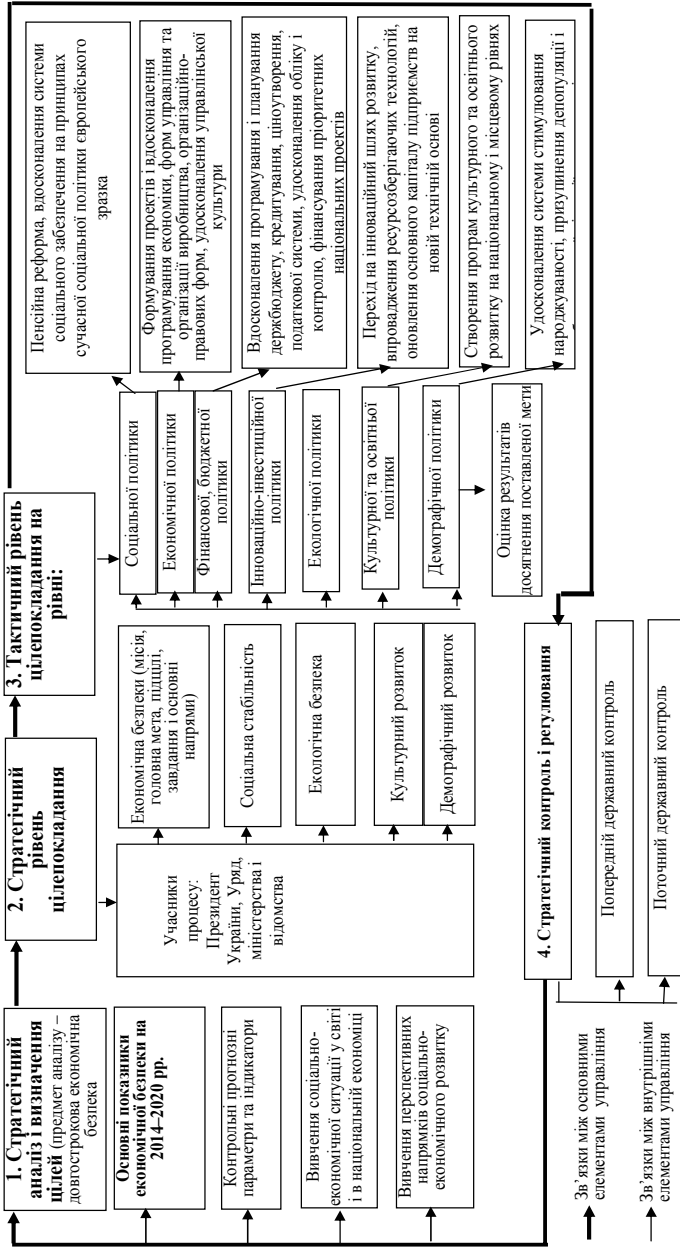 1. Стратегічний
аналіз і визначення
цілей (предмет аналізу –
довгострокова економічна
безпека
Основні показники
економічної безпеки на
2014–2020 рр.
Контрольні прогнозні
параметри та індикатори
Вивчення соціально-
економічної ситуації у світі
і в національній економіці
Вивчення перспективних
напрямків соціально-
економічного розвитку
2. Стратегічний
рівень
цілепокладання
Учасники
процесу:
Президент
України, Уряд,
міністерства і
відомства
Економічна безпеки (місія,
головна мета, підцілі,
завдання і основні
напрями)
Соціальна стабільність
Екологічна безпека
Культурний розвиток
Демографічний розвиток
3. Тактичний рівень
цілепокладання на
рівні:
Соціальної політики
Економічної політики
Фінансової, бюджетної
політики
Інноваційно-інвестиційної
політики
Екологічної політики
Культурної та освітньої
політики
Демографічної політики
Оцінка результатів
досягнення поставленої мети
Пенсійна реформа, вдосконалення системи
соціального забезпечення на принципах
сучасної соціальної політики європейського
зразка
Формування проектів і вдосконалення
програмування економіки, форм управління та
організації виробництва, організаційно-
правових форм, удосконалення управлінської
культури
Вдосконалення програмування і планування
держбюджету, кредитування, ціноутворення,
податкової системи, удосконалення обліку і
контролю, фінансування пріоритетних
національних проектів
Перехід на інноваційний шлях розвитку,
впровадження ресурсозберігаючих технологій,
оновлення основного капіталу підприємств на
новій технічній основі
Створення програм культурного та освітнього
розвитку на національному і місцевому рівнях
Удосконалення системи стимулювання
народжуваності, призупинення депопуляції і
4. Стратегічний контроль і регулювання
Попередній державний контроль
Поточний державний контроль
Зв’язки між основними
елементами управління
Зв’язки між внутрішніми
елементами управління